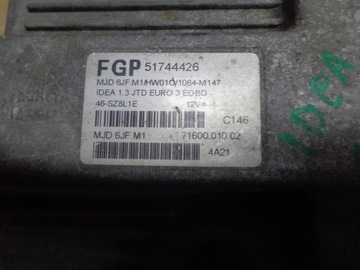 FGP 51744426
MJD 6JF M1/HW01C/1064-M147
IDEA 1.3 JTD EURO 3 EOBD
46-SZ8L1E 12V=
C146
MJD 6JF M1 71600.010.02
4A21
IDEA